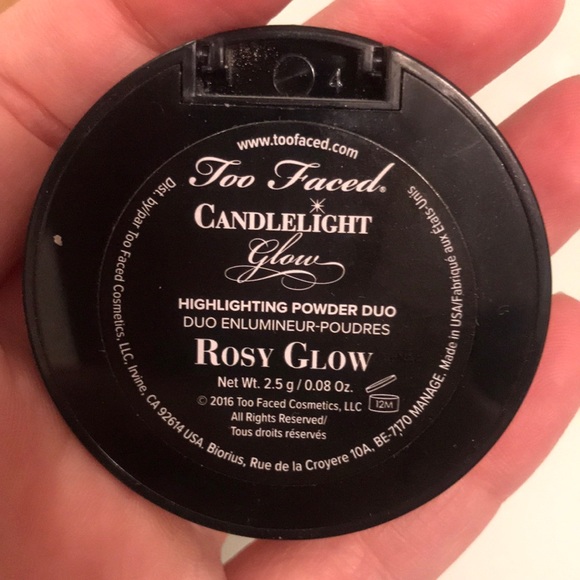 4
www.toofaced.com
Too Faced®
CANDLELIGHT
Glow
HIGHLIGHTING POWDER DUO
DUO ENLUMINEUR-POUDRES
ROSY GLOW
Net Wt. 2.5 g / 0.08 Oz.
12M
© 2016 Too Faced Cosmetics, LLC
All Rights Reserved/
Tous droits réservés
Dist. by/par Too Faced Cosmetics, LLC, Irvine, CA 92614 USA. Biorius, Rue de la Croyere 10A, BE-7170 MANAGE. Made in USA/Fabriqué aux États-Unis